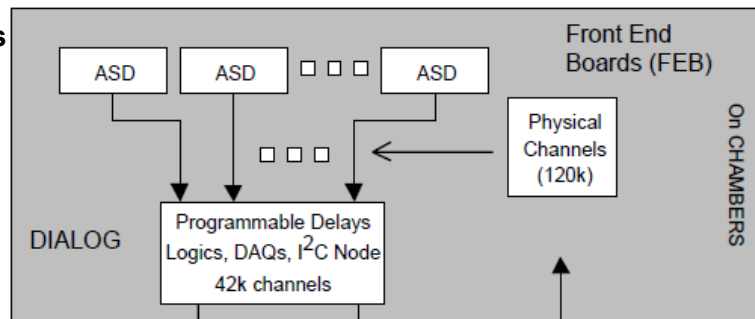 s
Front End
Boards (FEB)
ASD
ASD
ASD
On CHAMBERS
Physical
Channels
(120k)
Programmable Delays
Logics, DAQs, I²C Node
42k channels
DIALOG